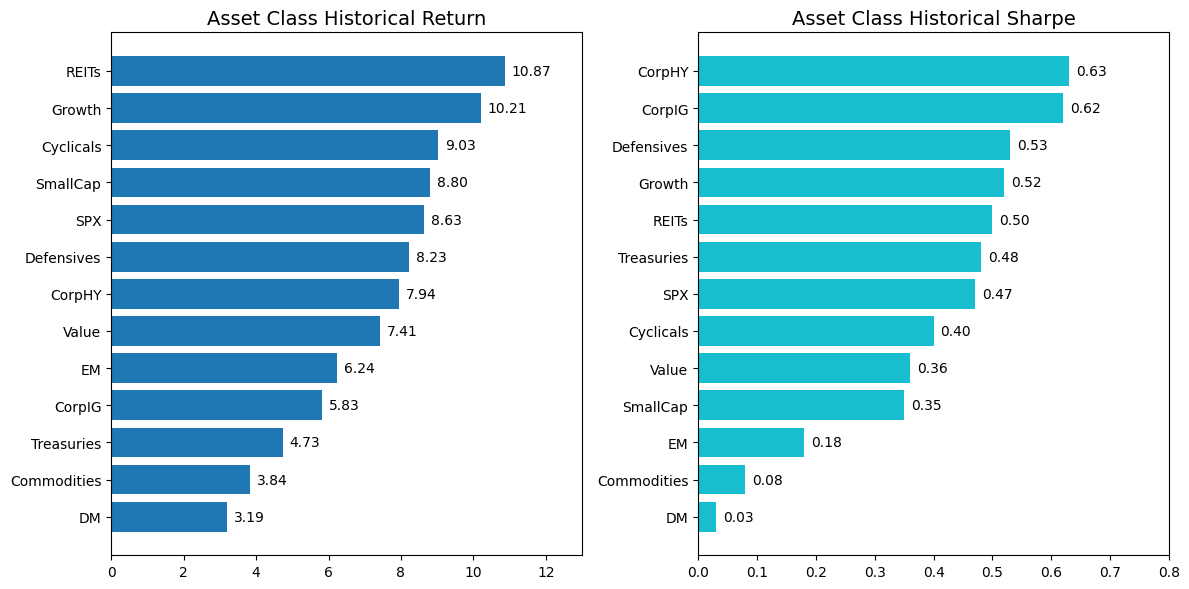 Asset Class Historical Return
REITs 10.87
Growth 10.21
Cyclicals 9.03
SmallCap 8.80
SPX 8.63
Defensives 8.23
CorpHY 7.94
Value 7.41
EM 6.24
CorpIG 5.83
Treasuries 4.73
Commodities 3.84
DM 3.19
0 2 4 6 8 10 12
Asset Class Historical Sharpe
CorpHY 0.63
CorpIG 0.62
Defensives 0.53
Growth 0.52
REITs 0.50
Treasuries 0.48
SPX 0.47
Cyclicals 0.40
Value 0.36
SmallCap 0.35
EM 0.18
Commodities 0.08
DM 0.03
0.0 0.1 0.2 0.3 0.4 0.5 0.6 0.7 0.8